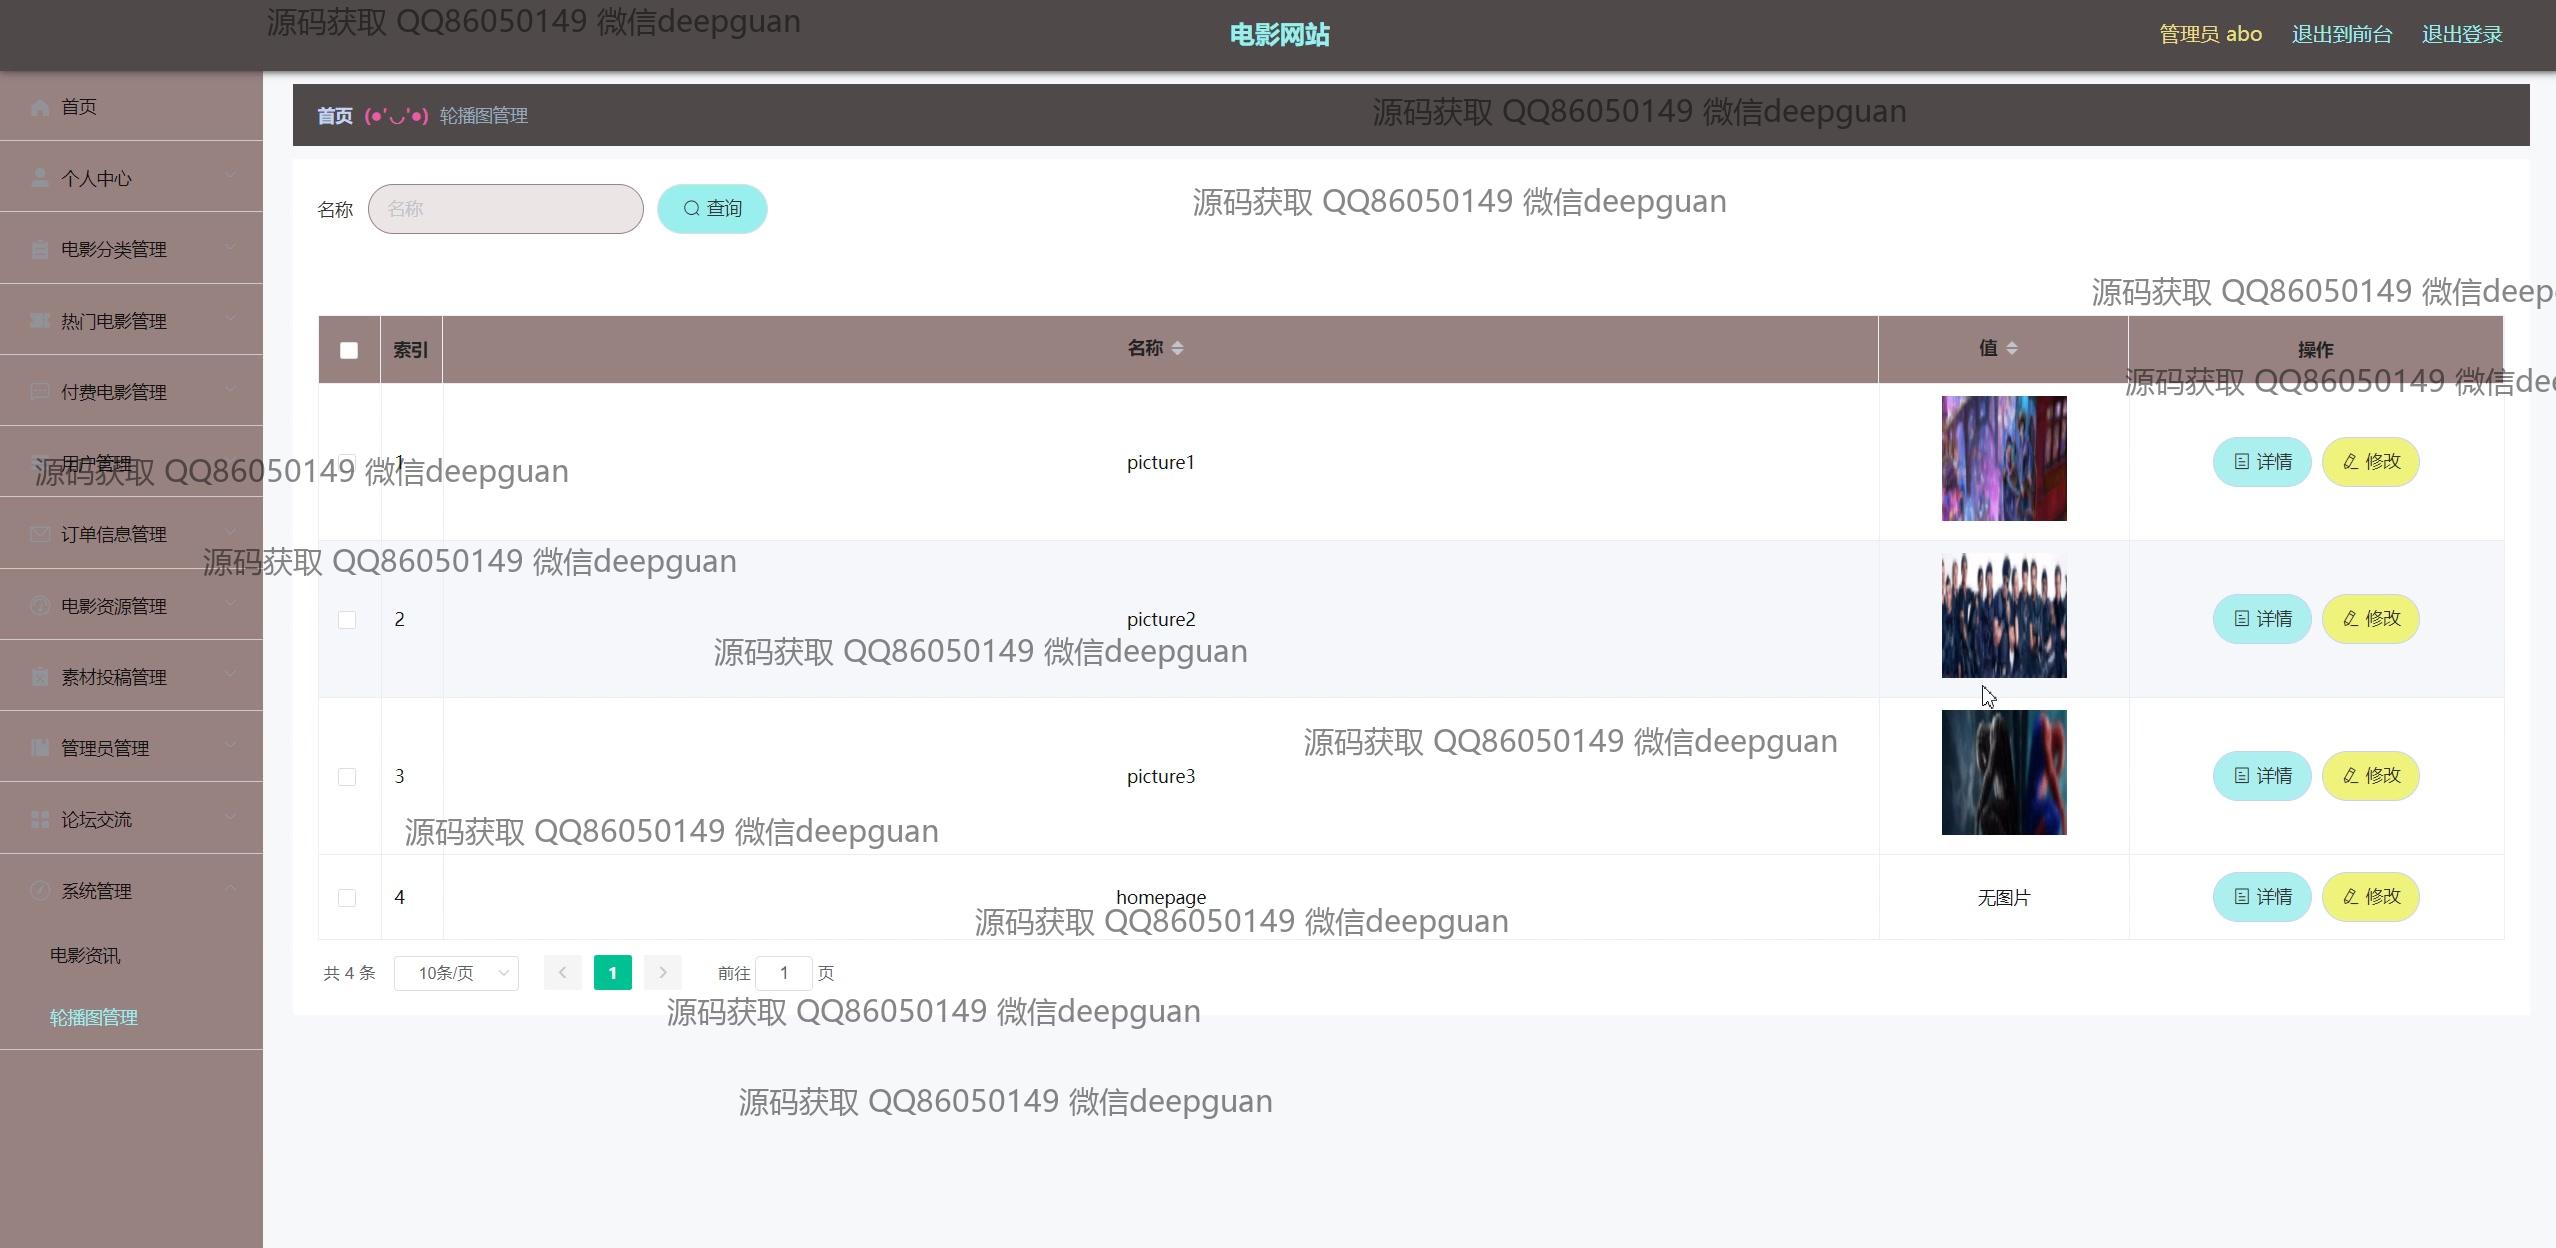 源码获取 QQ86050149 微信deepguan
电影网站
管理员 abo
退出到前台
退出登录
首页
个人中心
电影分类管理
热门电影管理
付费电影管理
用户管理
订单信息管理
电影资源管理
素材投稿管理
管理员管理
论坛交流
系统管理
电影资讯
轮播图管理
首页 (●'◡'●) 轮播图管理
源码获取 QQ86050149 微信deepguan
名称 名称 查询
源码获取 QQ86050149 微信deepguan
源码获取 QQ86050149 微信deep
索引 名称 值 操作
源码获取 QQ86050149 微信de
1 picture1 详情 修改
源码获取 QQ86050149 微信deepguan
源码获取 QQ86050149 微信deepguan
2 picture2 详情 修改
源码获取 QQ86050149 微信deepguan
源码获取 QQ86050149 微信deepguan
3 picture3 详情 修改
源码获取 QQ86050149 微信deepguan
4 homepage 无图片 详情 修改
源码获取 QQ86050149 微信deepguan
共 4 条 10条/页 1 前往 1 页
源码获取 QQ86050149 微信deepguan
源码获取 QQ86050149 微信deepguan